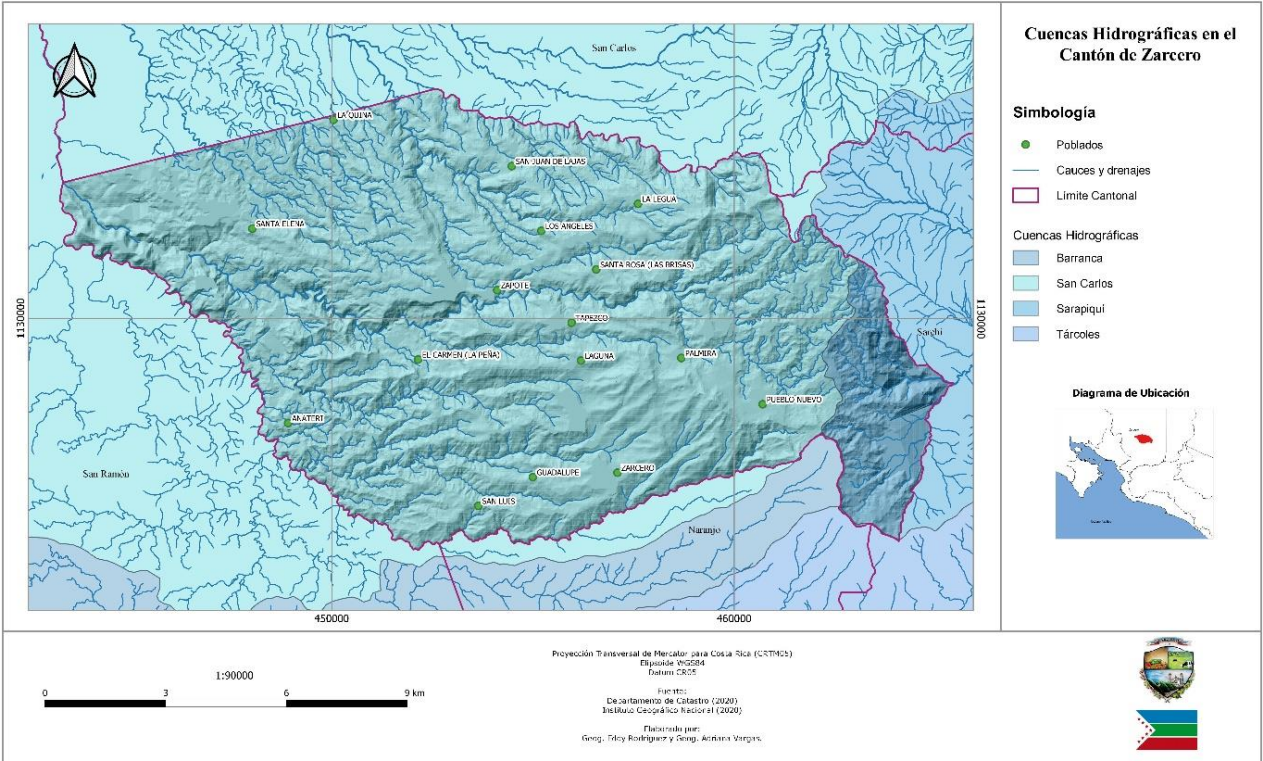 San Carlos
LA QUINA
SAN JUAN DE LAJAS
LA LEGUA
SANTA ELENA
LOS ANGELES
SANTA ROSA (LAS BRISAS)
ZAPOTE
TAPEZCO
EL CARMEN (LA PEÑA)
LAGUNA
PALMIRA
PUEBLO NUEVO
ANATERI
GUADALUPE
ZARCERO
SAN LUIS
San Ramón
Naranjo
Sarchí
1130000
1130000
450000
460000
Cuencas Hidrográficas en el
Cantón de Zarcero
Simbología
Poblados
Cauces y drenajes
Límite Cantonal
Cuencas Hidrográficas
Barranca
San Carlos
Sarapiquí
Tárcoles
Diagrama de Ubicación
1:90000
0 3 6 9 km
Proyección Transversal de Mercator para Costa Rica (CRTM05)
Elipsoide WGS84
Datum CR05
Fuente:
Departamento de Catastro (2020)
Instituto Geográfico Nacional (2020)
Elaborado por:
Geog. Eddy Rodríguez y Geog. Adriana Vargas.